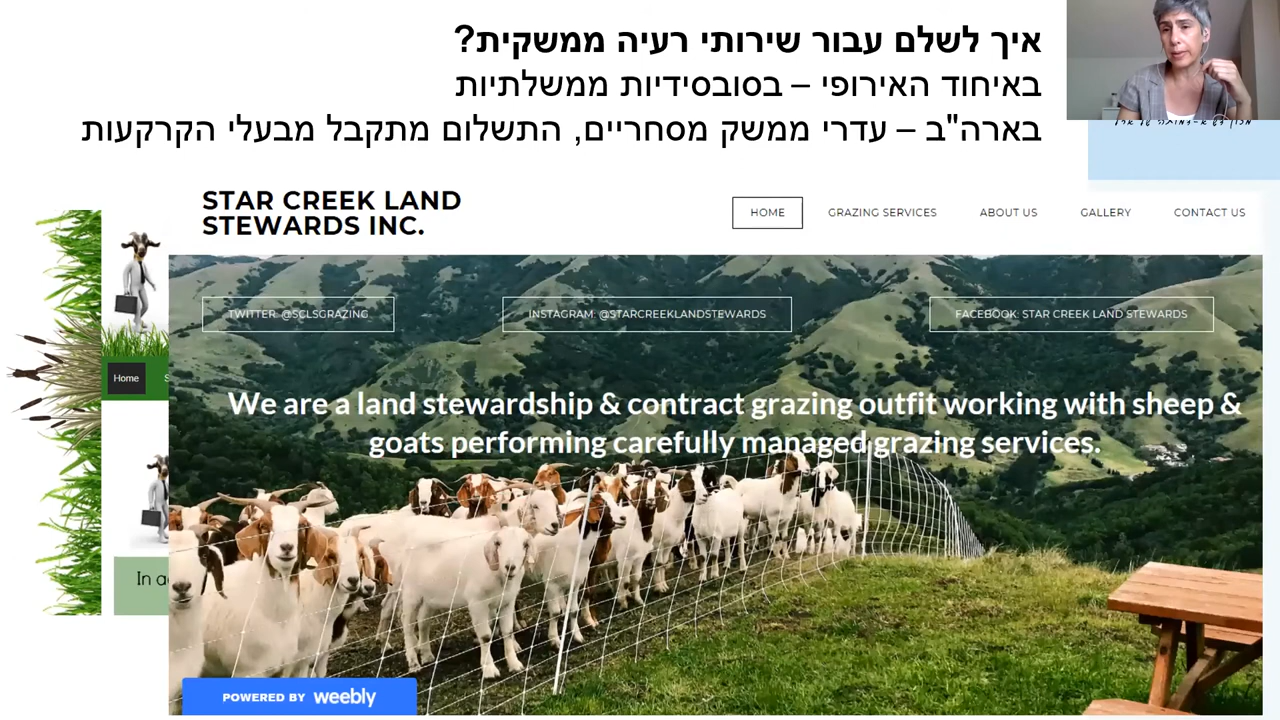 איך לשלם עבור שירותי רעיה ממשקית?
באיחוד האירופי – בסובסידיות ממשלתיות
בארה"ב – עדרי ממשק מסחריים, התשלום מתקבל מבעלי הקרקעות
STAR CREEK LAND
STEWARDS INC.
HOME GRAZING SERVICES ABOUT US GALLERY CONTACT US
TWITTER: @SCLSGRAZING INSTAGRAM: @STARCREEKLANDSTEWARDS FACEBOOK: STAR CREEK LAND STEWARDS
Home
We are a land stewardship & contract grazing outfit working with sheep &
goats performing carefully managed grazing services.
In
POWERED BY weebly